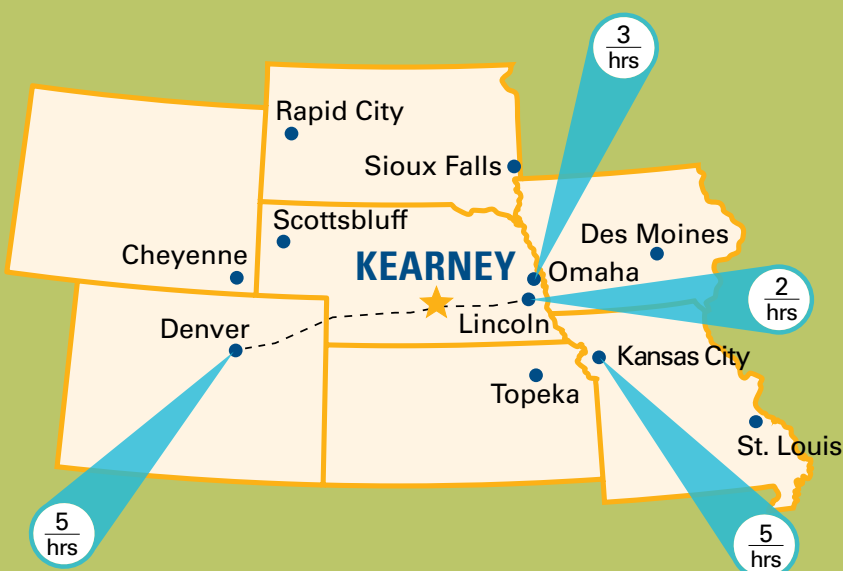 3
hrs
Rapid City
Sioux Falls
Scottsbluff
Des Moines
Cheyenne
KEARNEY
Omaha
2
hrs
Denver
Lincoln
Kansas City
Topeka
St. Louis
5
hrs
5
hrs